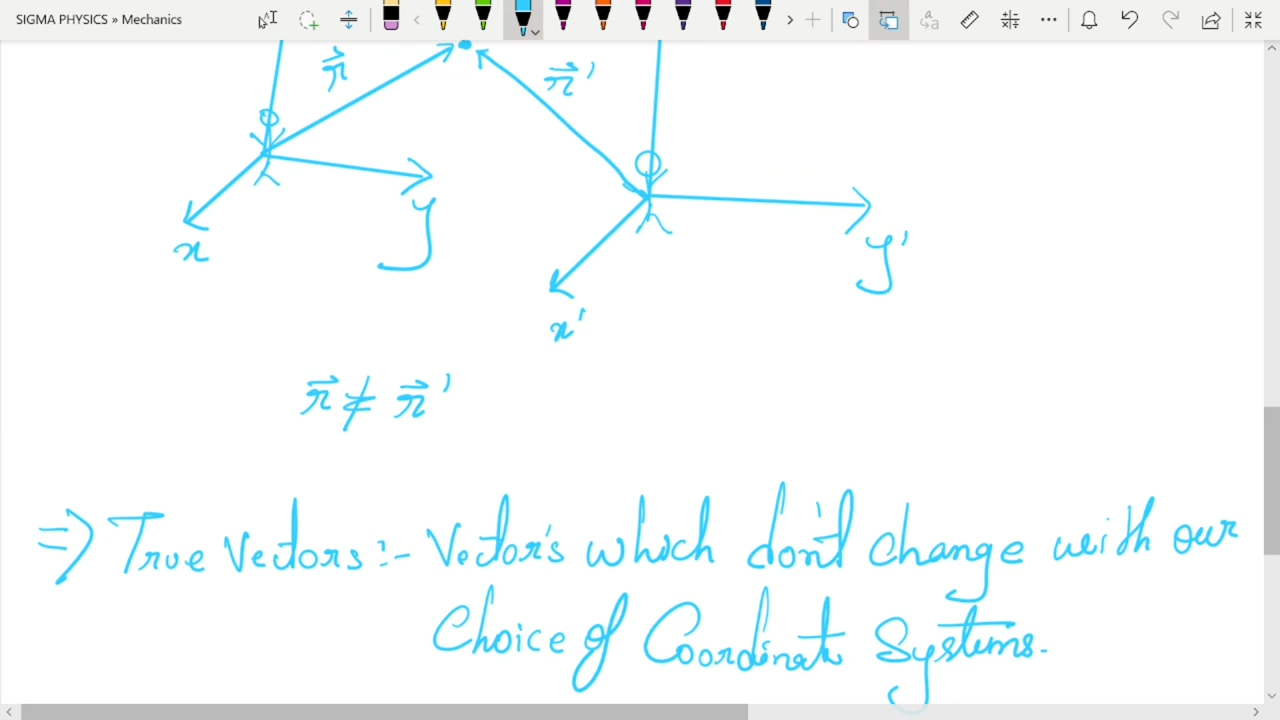 SIGMA PHYSICS » Mechanics
r⃗
r⃗'
x
y
y'
x'
r⃗ ≠ r⃗'
⇒ True Vectors :- Vector's which don't change with our
Choice of Coordinate Systems.